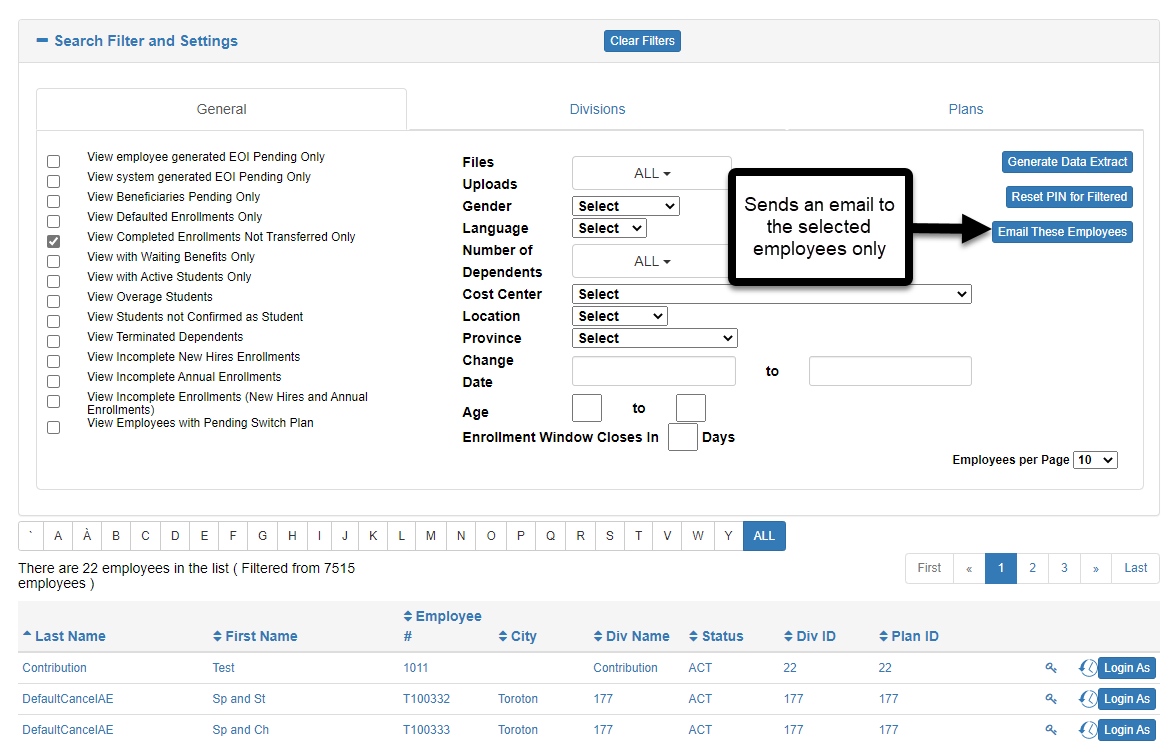 Search Filter and Settings
Clear Filters
General
Divisions
Plans
View employee generated EOI Pending Only
View system generated EOI Pending Only
View Beneficiaries Pending Only
View Defaulted Enrollments Only
View Completed Enrollments Not Transferred Only
View with Waiting Benefits Only
View with Active Students Only
View Overage Students
View Students not Confirmed as Student
View Terminated Dependents
View Incomplete New Hires Enrollments
View Incomplete Annual Enrollments
View Incomplete Enrollments (New Hires and Annual
Enrollments)
View Employees with Pending Switch Plan
Files
Uploads
ALL
Gender
Select
Language
Select
Number of
Dependents
ALL
Cost Center
Select
Location
Select
Province
Select
Change
Date
to
Age
to
Enrollment Window Closes In
Days
Sends an email to
the selected
employees only
Generate Data Extract
Reset PIN for Filtered
Email These Employees
Employees per Page
10
` A À B C D E F G H I J K L M N O P Q R S T V W Y ALL
There are 22 employees in the list ( Filtered from 7515
employees )
First « 1 2 3 » Last
Last Name
First Name
Employee
#
City
Div Name
Status
Div ID
Plan ID
Contribution Test 1011 Contribution ACT 22 22 Login As
DefaultCancelAE Sp and St T100332 Toroton 177 ACT 177 177 Login As
DefaultCancelAE Sp and Ch T100333 Toroton 177 ACT 177 177 Login As